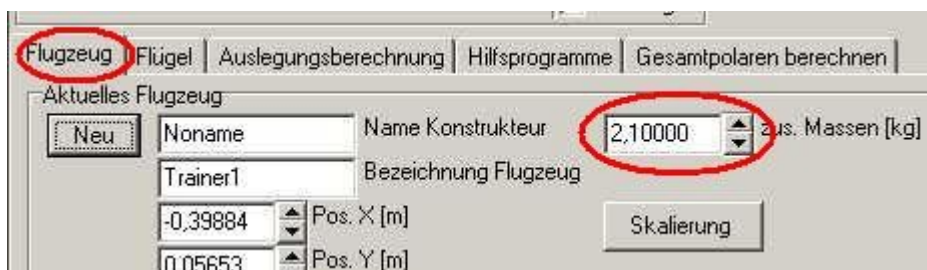 Flugzeug Flügel Auslegungsberechnung Hilfsprogramme Gesamtpolaren berechnen
Aktuelles Flugzeug
Neu Noname Name Konstrukteur 2,10000 zus. Massen [kg]
Trainer1 Bezeichnung Flugzeug
-0,39884 Pos. X [m] Skalierung
0,05653 Pos. Y [m]